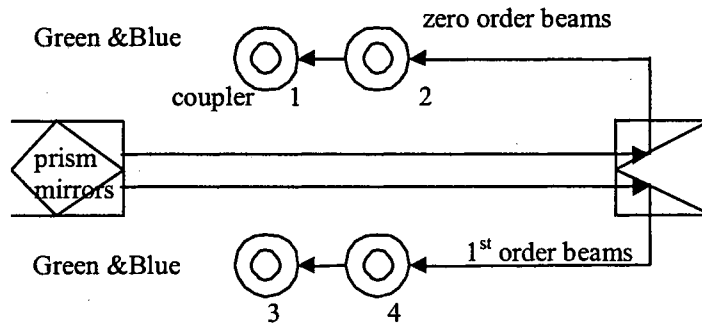 zero order beams
Green &Blue
coupler 1 2
prism
mirrors
Green &Blue 1st order beams
3 4